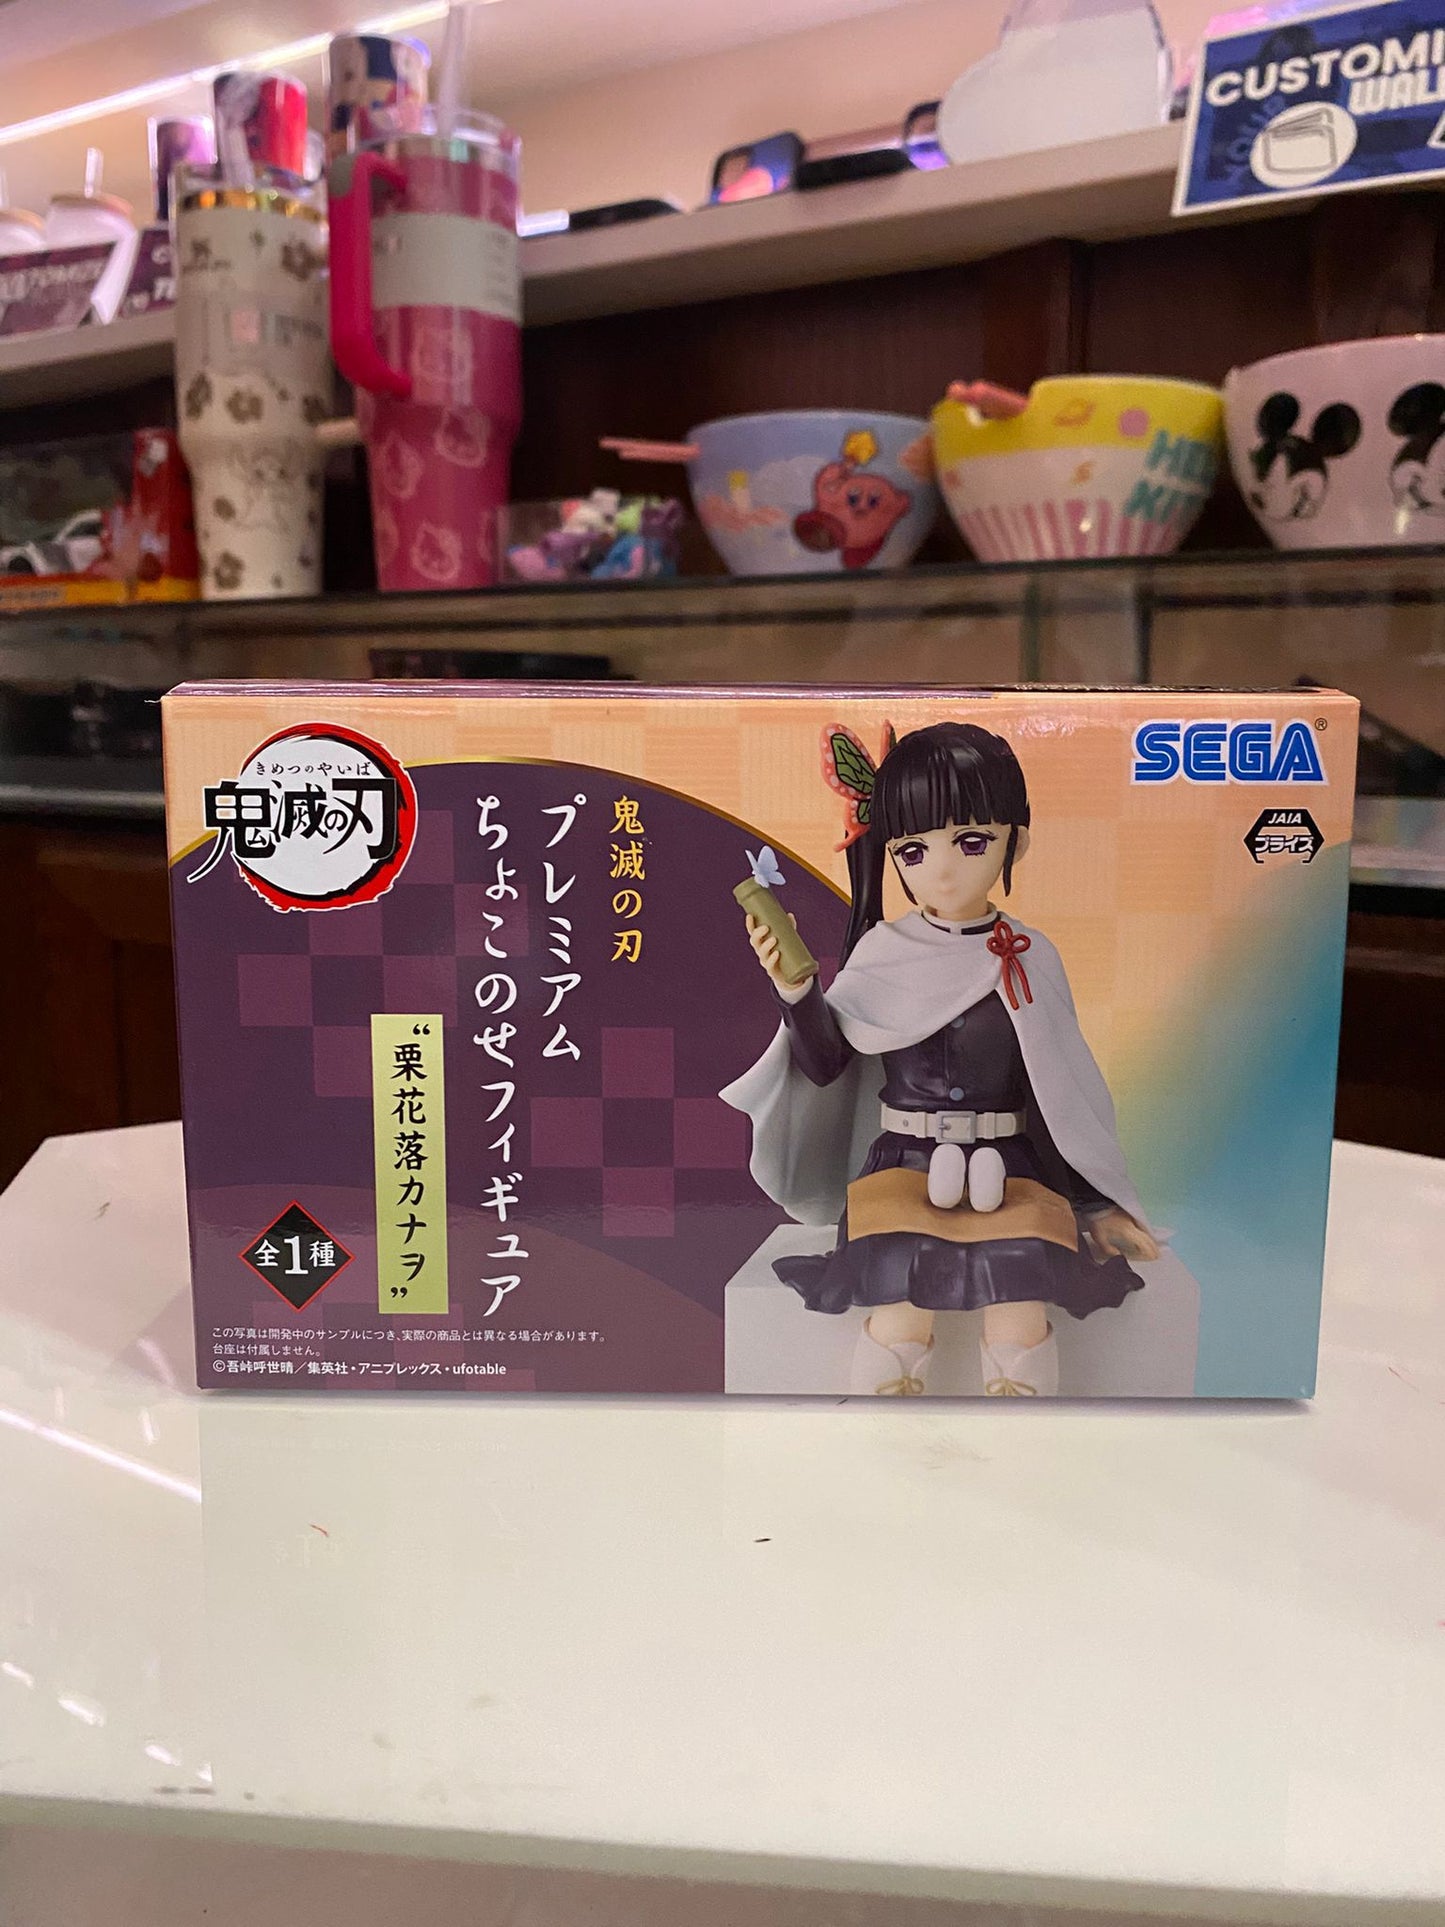 CUSTOMI
YOUR
WAL
HEL
KIT
きめつのやいば
鬼滅の刃
SEGA®
JAIA
プライズ
鬼滅の刃
プレミアム
ちょこのせフィギュア
“栗花落カナヲ”
全1種
この写真は開発中のサンプルにつき、実際の商品とは異なる場合があります。
台座は付属しません。
©吾峠呼世晴／集英社・アニプレックス・ufotable